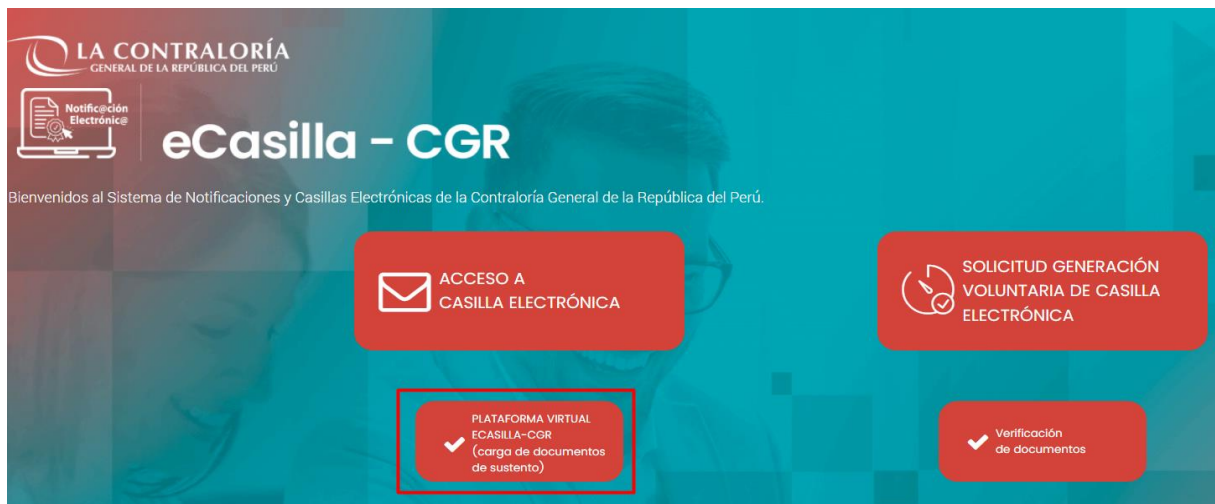 LA CONTRALORÍA
GENERAL DE LA REPÚBLICA DEL PERÚ
Notific@ción
Electrónic@
eCasilla - CGR
Bienvenidos al Sistema de Notificaciones y Casillas Electrónicas de la Contraloría General de la República del Perú.
ACCESO A
CASILLA ELECTRÓNICA
SOLICITUD GENERACIÓN
VOLUNTARIA DE CASILLA
ELECTRÓNICA
PLATAFORMA VIRTUAL
ECASILLA-CGR
(carga de documentos
de sustento)
Verificación
de documentos